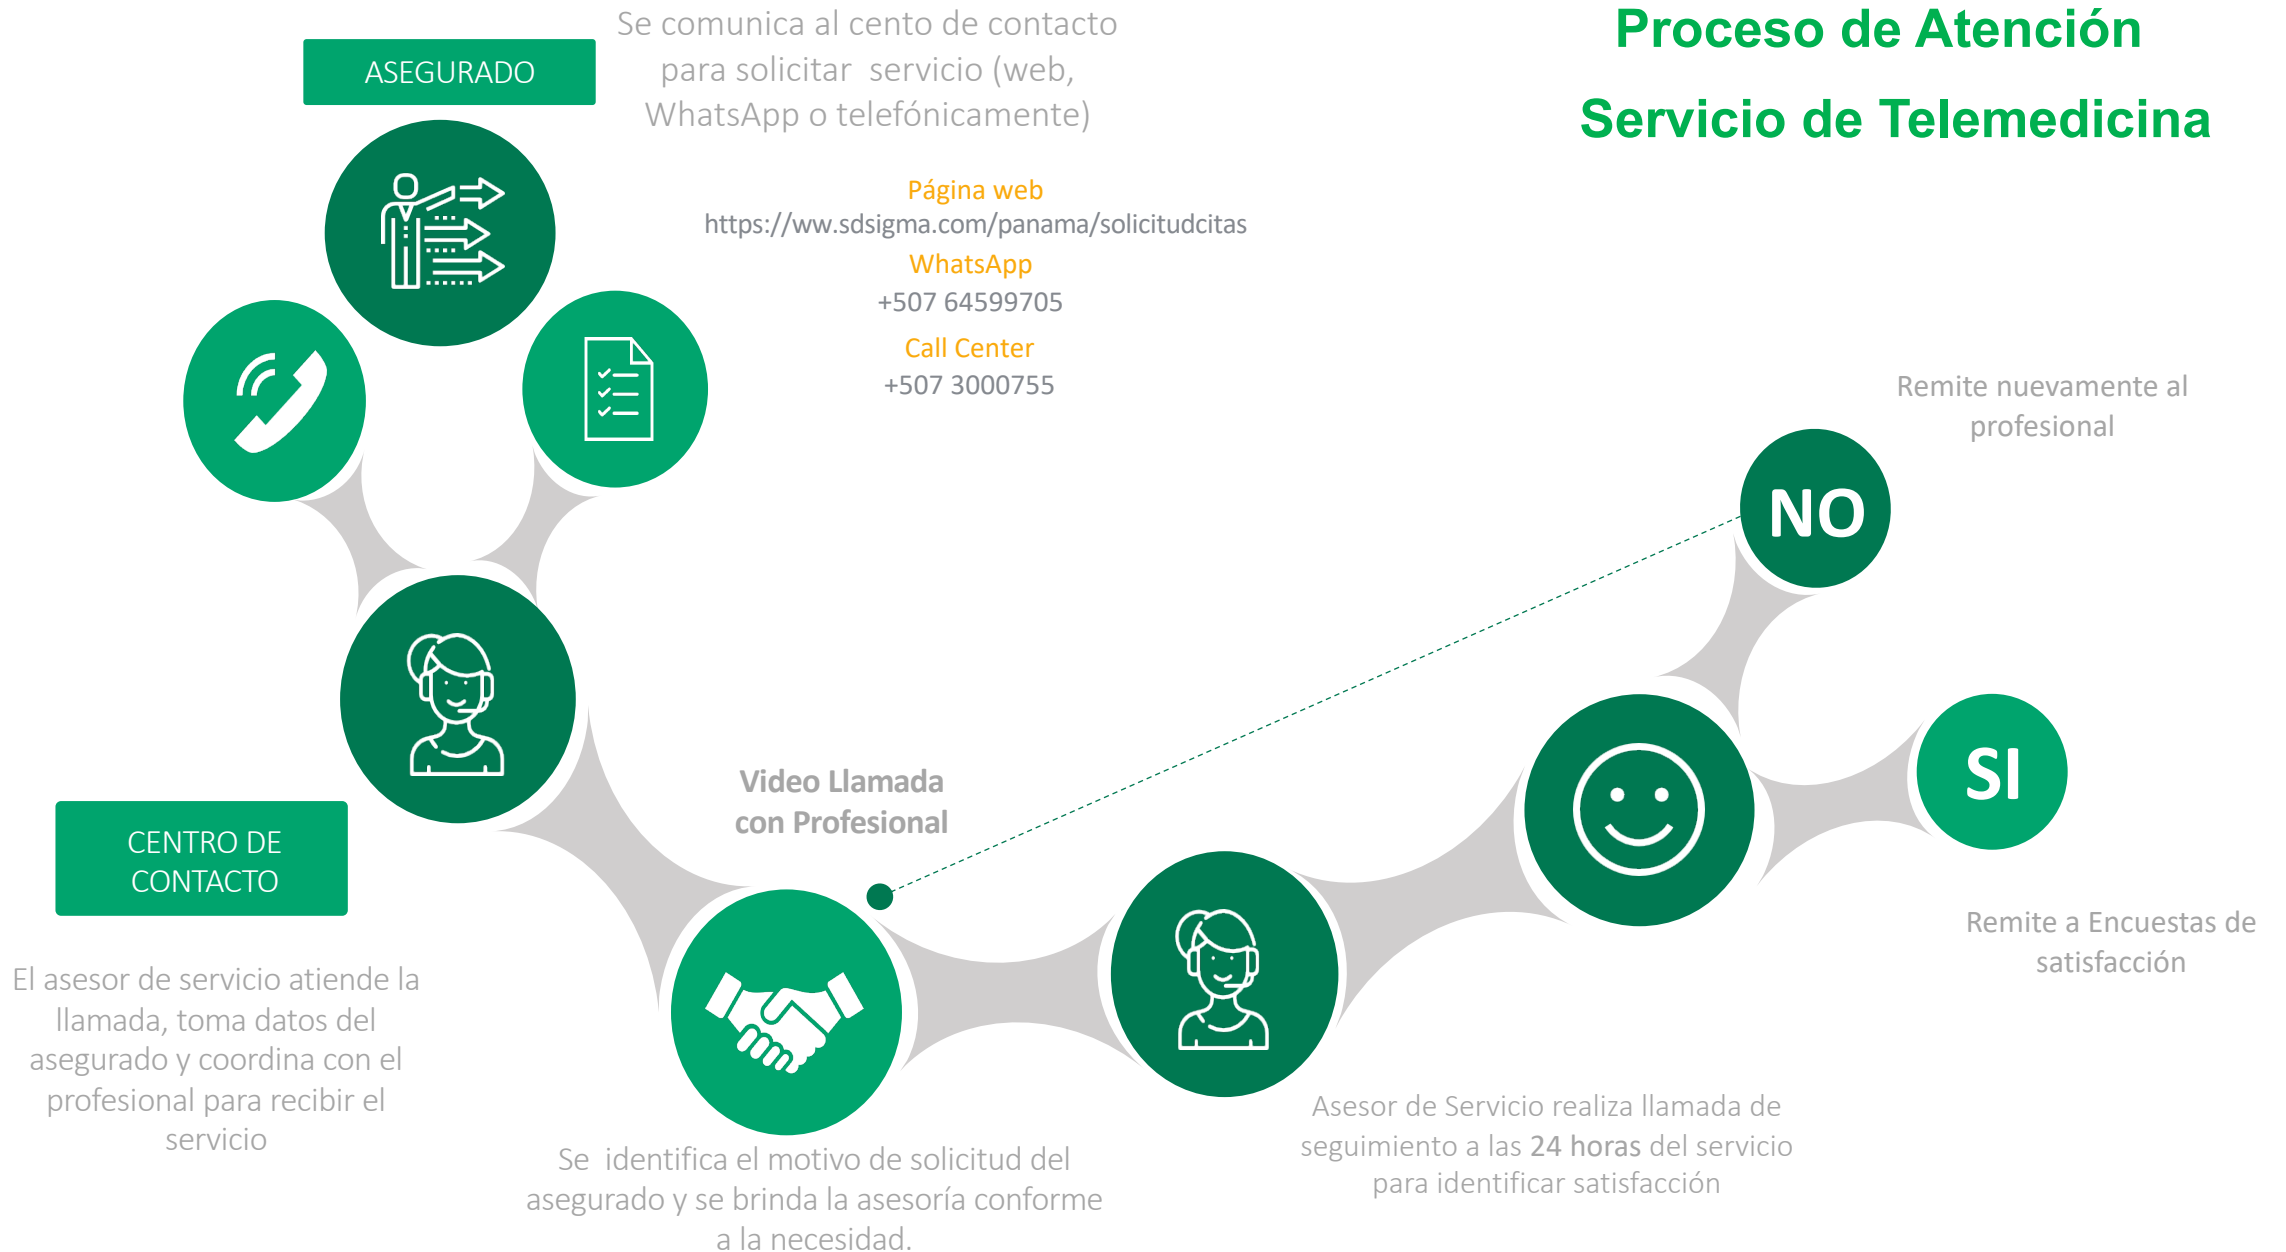 Proceso de Atención
Servicio de Telemedicina
ASEGURADO
Se comunica al cento de contacto
para solicitar servicio (web,
WhatsApp o telefónicamente)
Página web
https://ww.sdsigma.com/panama/solicitudcitas
WhatsApp
+507 64599705
Call Center
+507 3000755
CENTRO DE
CONTACTO
El asesor de servicio atiende la
llamada, toma datos del
asegurado y coordina con el
profesional para recibir el
servicio
Video Llamada
con Profesional
Se identifica el motivo de solicitud del
asegurado y se brinda la asesoría conforme
a la necesidad.
Asesor de Servicio realiza llamada de
seguimiento a las 24 horas del servicio
para identificar satisfacción
Remite nuevamente al
profesional
NO
SI
Remite a Encuestas de
satisfacción